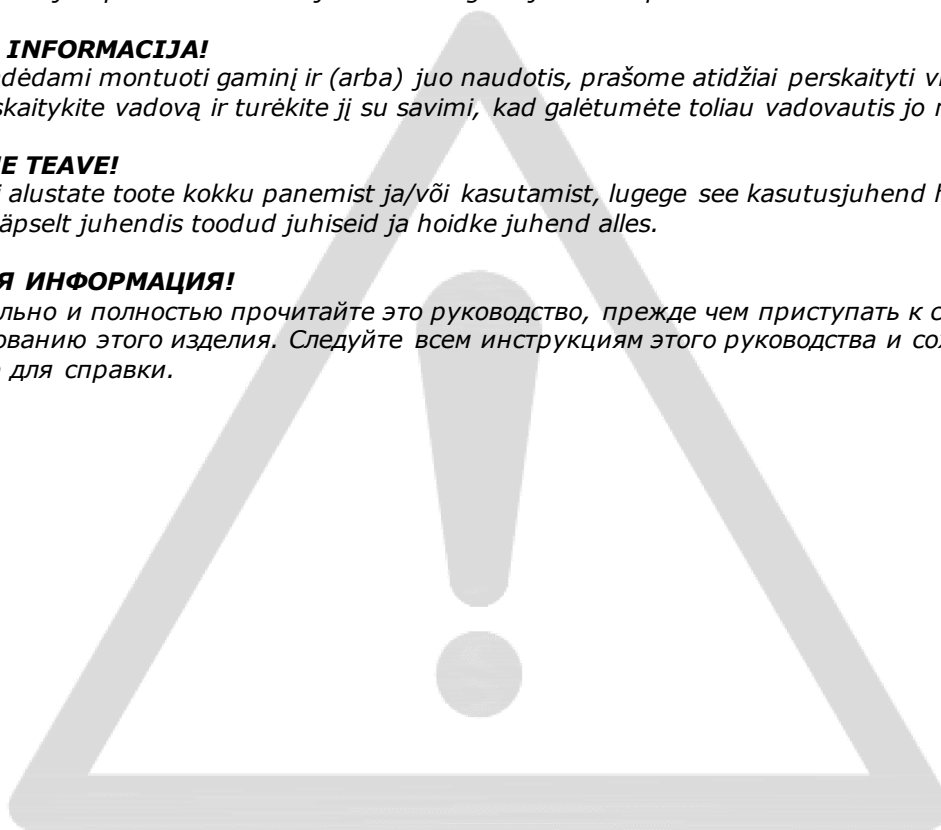 INFORMACIJA!
dėdami montuoti gaminį ir (arba) juo naudotis, prašome atidžiai perskaityti
skaitykite vadovą ir turėkite jį su savimi, kad galėtumėte toliau vadovautis jo
E TEAVE!
alustate toote kokku panemist ja/või kasutamist, lugege see kasutusjuhend
äpselt juhendis toodud juhiseid ja hoidke juhend alles.
Я ИНФОРМАЦИЯ!
льно и полностью прочитайте это руководство, прежде чем приступать к с
ованию этого изделия. Следуйте всем инструкциям этого руководства и со
для справки.